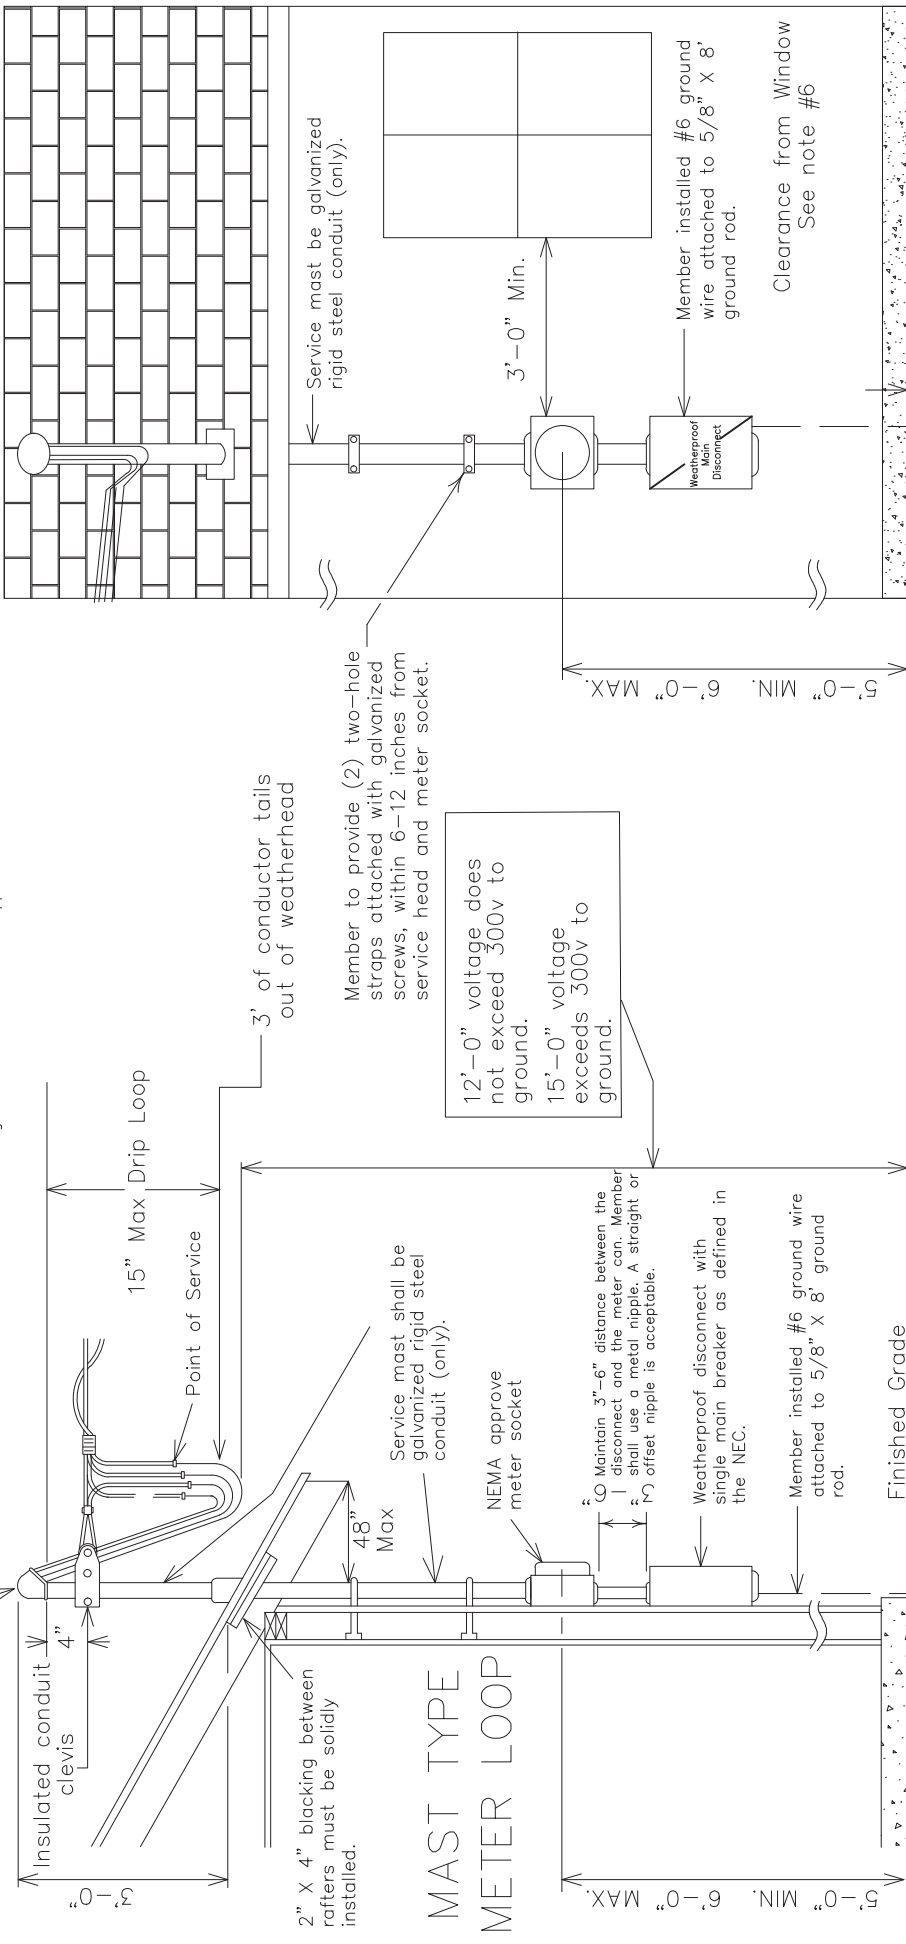 Insulated conduit
clevis
4"
3'-0"
15" Max Drip Loop
Point of Service
3' of conductor tails
out of weatherhead
2" X 4" blacking between
rafters must be solidly
installed.
48"
Max
Service mast shall be
galvanized rigid steel
conduit (only).
MAST TYPE
METER LOOP
NEMA approve
meter socket
3"-6"
Maintain 3"-6" distance between the
disconnect and the meter can. Member
shall use a metal nipple. A straight or
offset nipple is acceptable.
Weatherproof disconnect with
single main breaker as defined in
the NEC.
Member installed #6 ground wire
attached to 5/8" X 8' ground
rod.
Finished Grade
5'-0" MIN. 6'-0" MAX.
12'-0" voltage does
not exceed 300v to
ground.
15'-0" voltage
exceeds 300v to
ground.
Member to provide (2) two-hole
straps attached with galvanized
screws, within 6-12 inches from
service head and meter socket.
5'-0" MIN. 6'-0" MAX.
Service mast must be galvanized
rigid steel conduit (only).
3'-0" Min.
Weatherproof
Main
Disconnect
Member installed #6 ground
wire attached to 5/8" X 8'
ground rod.
Clearance from Window
See note #6